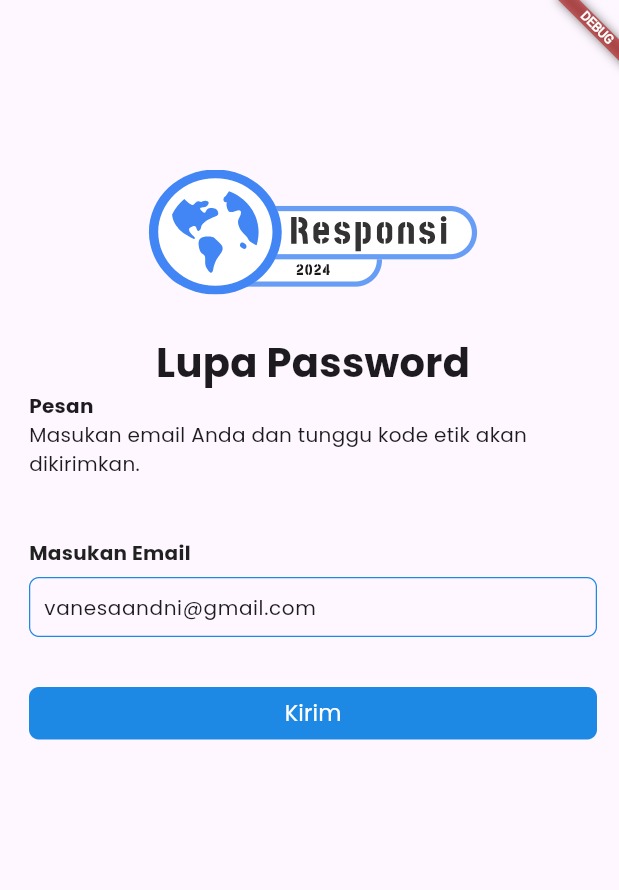 DEBUG
Responsi
2024
Lupa Password
Pesan
Masukan email Anda dan tunggu kode etik akan
dikirimkan.
Masukan Email
vanesaandni@gmail.com
Kirim